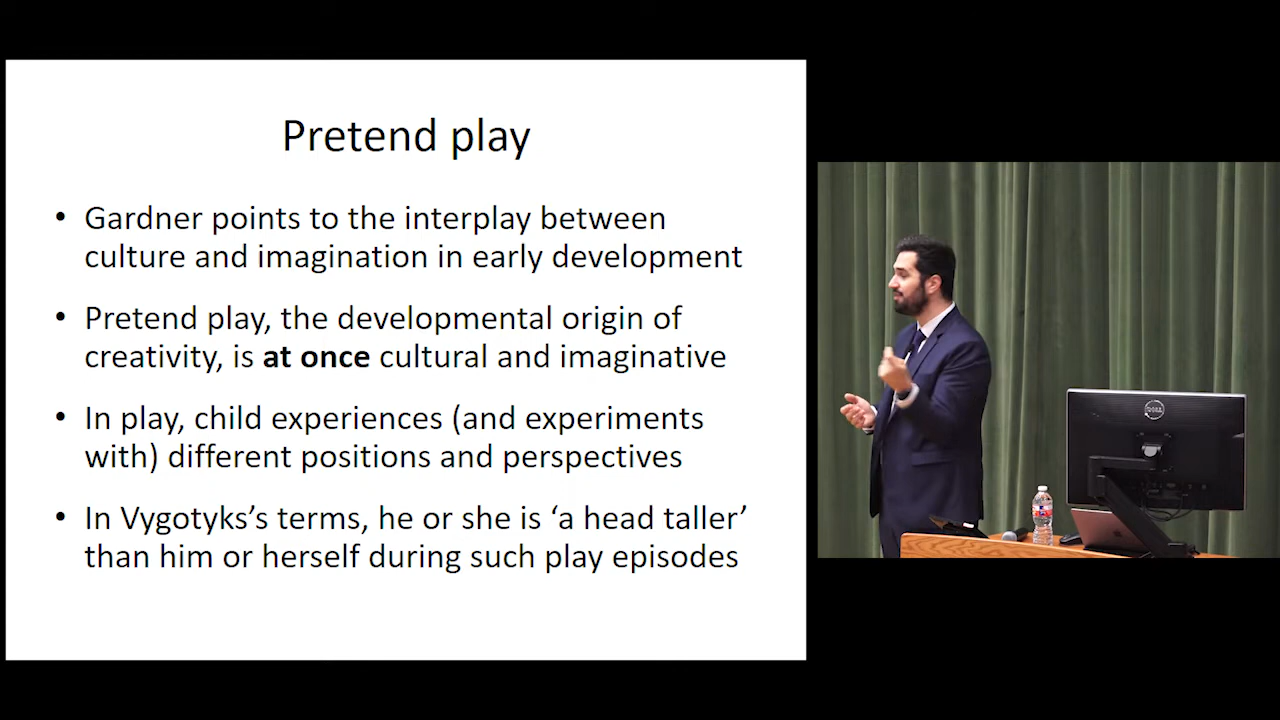 Pretend play
• Gardner points to the interplay between
culture and imagination in early development
• Pretend play, the developmental origin of
creativity, is at once cultural and imaginative
• In play, child experiences (and experiments
with) different positions and perspectives
• In Vygotyks’s terms, he or she is ‘a head taller’
than him or herself during such play episodes